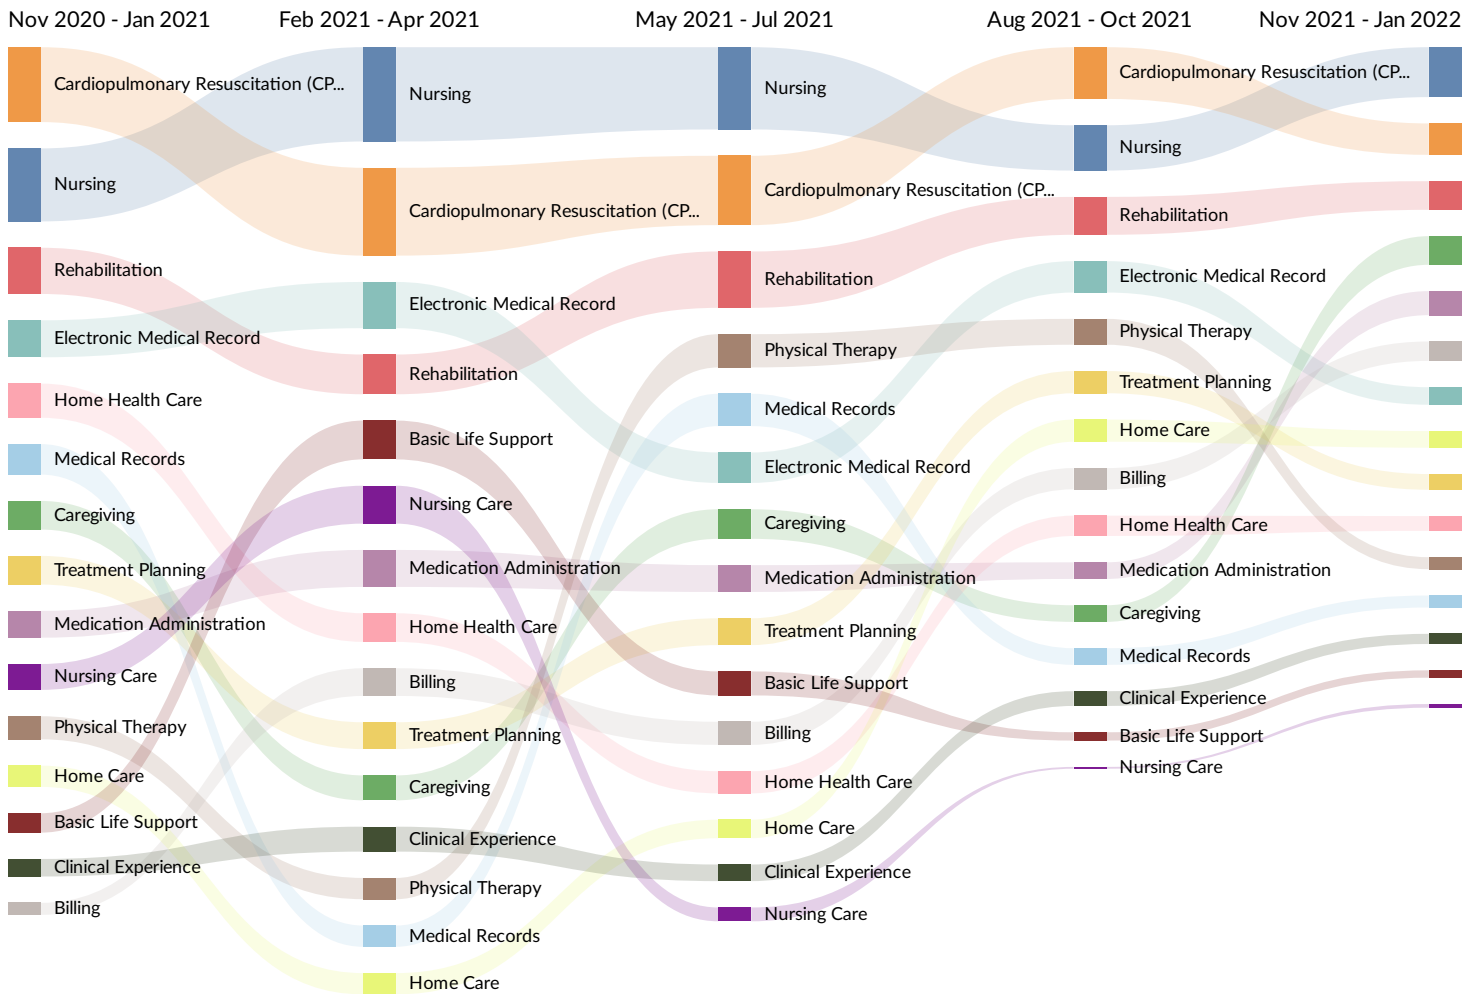 Nov 2020 - Jan 2021
Feb 2021 - Apr 2021
May 2021 - Jul 2021
Aug 2021 - Oct 2021
Nov 2021 - Jan 2022
Cardiopulmonary Resuscitation (CP...
Nursing
Rehabilitation
Electronic Medical Record
Home Health Care
Medical Records
Caregiving
Treatment Planning
Medication Administration
Nursing Care
Physical Therapy
Home Care
Basic Life Support
Clinical Experience
Billing
Nursing
Cardiopulmonary Resuscitation (CP...
Electronic Medical Record
Rehabilitation
Basic Life Support
Nursing Care
Medication Administration
Home Health Care
Billing
Treatment Planning
Caregiving
Clinical Experience
Physical Therapy
Medical Records
Home Care
Nursing
Cardiopulmonary Resuscitation (CP...
Rehabilitation
Physical Therapy
Medical Records
Electronic Medical Record
Caregiving
Medication Administration
Treatment Planning
Basic Life Support
Billing
Home Health Care
Home Care
Clinical Experience
Nursing Care
Cardiopulmonary Resuscitation (CP...
Nursing
Rehabilitation
Electronic Medical Record
Physical Therapy
Treatment Planning
Home Care
Billing
Home Health Care
Medication Administration
Caregiving
Medical Records
Clinical Experience
Basic Life Support
Nursing Care